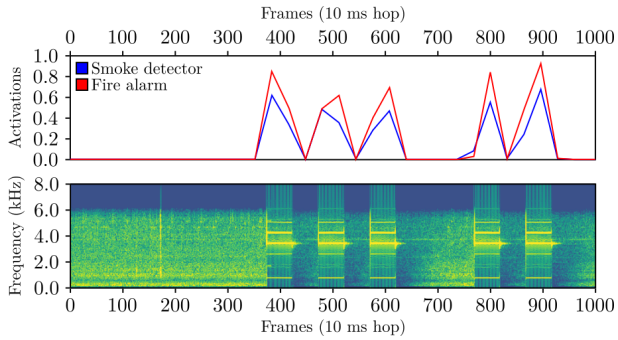 Frames (10 ms hop)
0 100 200 300 400 500 600 700 800 900 1000
1.0
0.8
0.6
0.4
0.2
0.0
Activations
Smoke detector
Fire alarm
8.0
6.0
4.0
2.0
0.0
Frequency (kHz)
0 100 200 300 400 500 600 700 800 900 1000
Frames (10 ms hop)